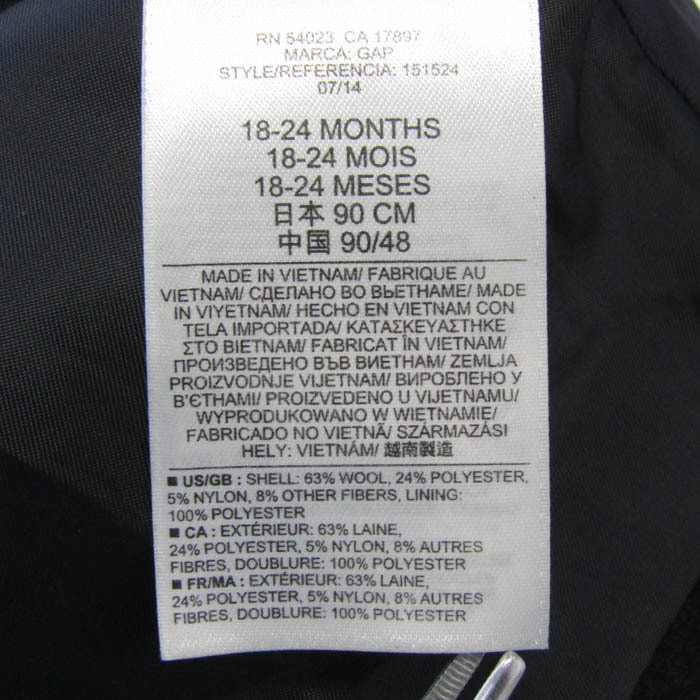 RN 54023 CA 17897
MARCA: GAP
STYLE/REFERENCIA: 151524
07/14
18-24 MONTHS
18-24 MOIS
18-24 MESES
日本 90 CM
中国 90/48
MADE IN VIETNAM/ FABRIQUE AU
VIETNAM/ СДЕЛАНО ВО ВЬЕТНАМЕ/ MADE
IN VIYETNAM/ HECHO EN VIETNAM CON
TELA IMPORTADA/ ΚΑΤΑΣΚΕΥΑΣΤΗΚΕ
ΣΤΟ ΒΙΕΤΝΑΜ/ FABRICAT ÎN VIETNAM/
ПРОИЗВЕДЕНО ВЪВ ВИЕТНАМ/ ZEMLJA
PROIZVODNJE VIJETNAM/ ВИРОБЛЕНО У
В'ЄТНАМІ/ PROIZVEDENO U VIJETNAMU/
WYPRODUKOWANO W WIETNAMIE/
FABRICADO NO VIETNÃ/ SZÁRMAZÁSI
HELY: VIETNÁM/ 越南製造
■ US/GB : SHELL: 63% WOOL, 24% POLYESTER,
5% NYLON, 8% OTHER FIBERS, LINING:
100% POLYESTER
■ CA : EXTÉRIEUR: 63% LAINE,
24% POLYESTER, 5% NYLON, 8% AUTRES
FIBRES, DOUBLURE: 100% POLYESTER
■ FR/MA : EXTÉRIEUR: 63% LAINE,
24% POLYESTER, 5% NYLON, 8% AUTRES
FIBRES, DOUBLURE: 100% POLYESTER